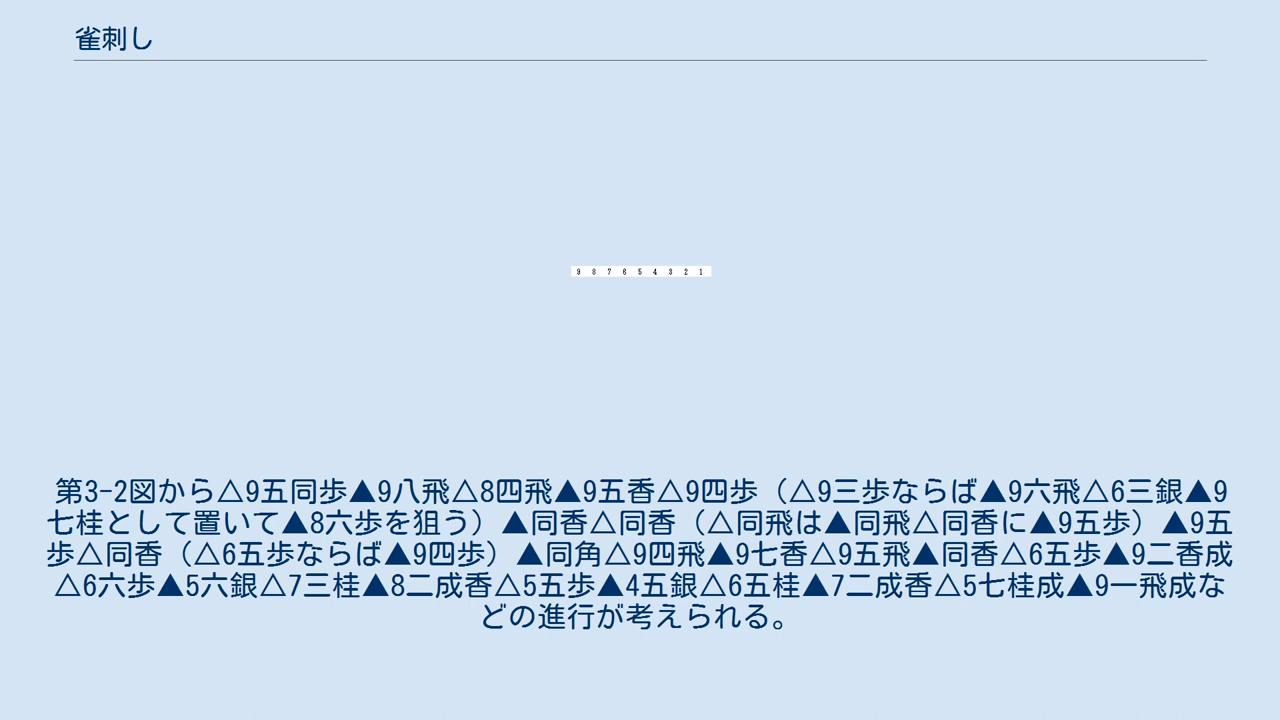 雀刺し
9 8 7 6 5 4 3 2 1
第3-2図から△9五同歩▲9八飛△8四飛▲9五香△9四歩（△9三歩ならば▲9六飛△6三銀▲9
七桂として置いて▲8六歩を狙う）▲同香△同香（△同飛は▲同飛△同香に▲9五歩）▲9五
歩△同香（△6五歩ならば▲9四歩）▲同角△9四飛▲9七香△9五飛▲同香△6五歩▲9二香成
△6六歩▲5六銀△7三桂▲8二成香△5五歩▲4五銀△6五桂▲7二成香△5七桂成▲9一飛成な
どの進行が考えられる。